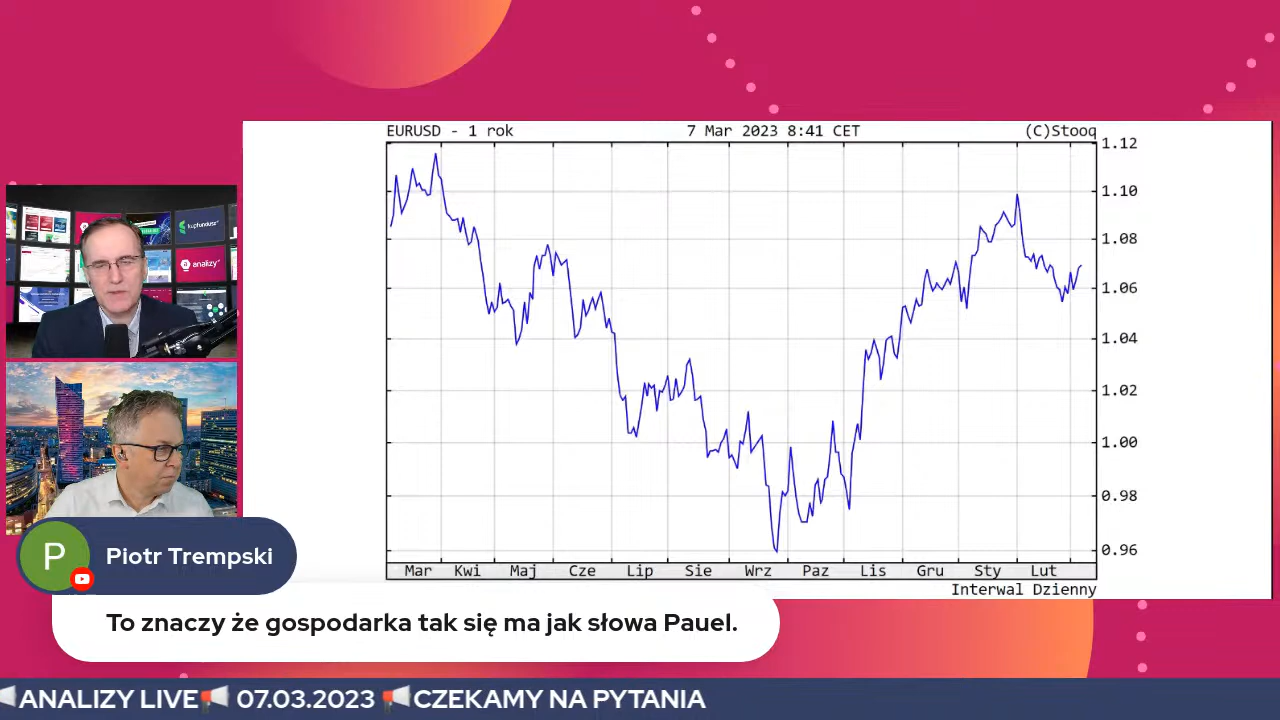 EURUSD - 1 rok 7 Mar 2023 8:41 CET (C)Stooq
1.12
1.10
1.08
1.06
1.04
1.02
1.00
0.98
0.96
Mar Kwi Maj Cze Lip Sie Wrz Paz Lis Gru Sty Lut
Interwal Dzienny
kupfundusz
analizy
P
Piotr Trempski
To znaczy że gospodarka tak się ma jak słowa Pauel.
ANALIZY LIVE 07.03.2023 CZEKAMY NA PYTANIA